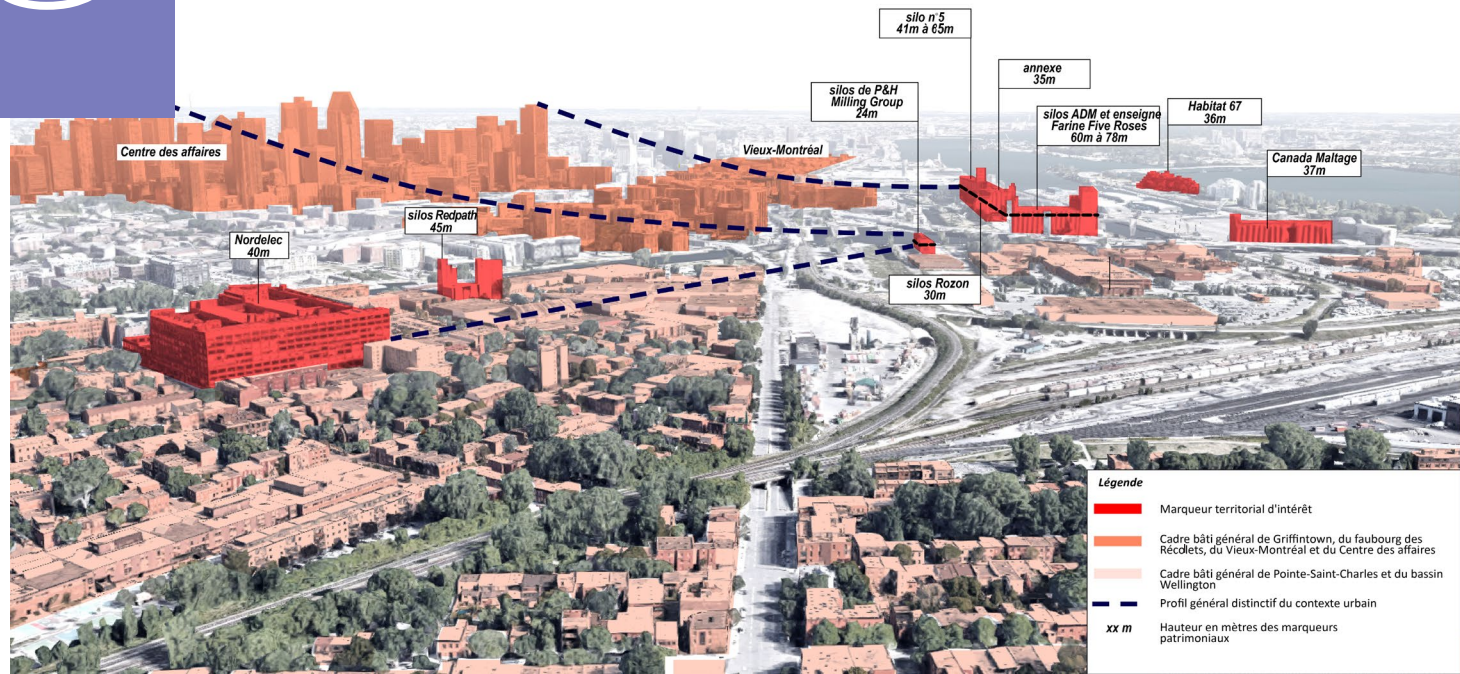 silo n°5
41m à 65m
annexe
35m
silos de P&H
Milling Group
24m
silos ADM et enseigne
Farine Five Roses
60m à 78m
Habitat 67
36m
Centre des affaires
Vieux-Montréal
Canada Maltage
37m
silos Redpath
45m
Nordelec
40m
silos Rozon
30m
Légende
Marqueur territorial d'intérêt
Cadre bâti général de Griffintown, du faubourg des
Récollets, du Vieux-Montréal et du Centre des affaires
Cadre bâti général de Pointe-Saint-Charles et du bassin
Wellington
Profil général distinctif du contexte urbain
xx m Hauteur en mètres des marqueurs
patrimoniaux